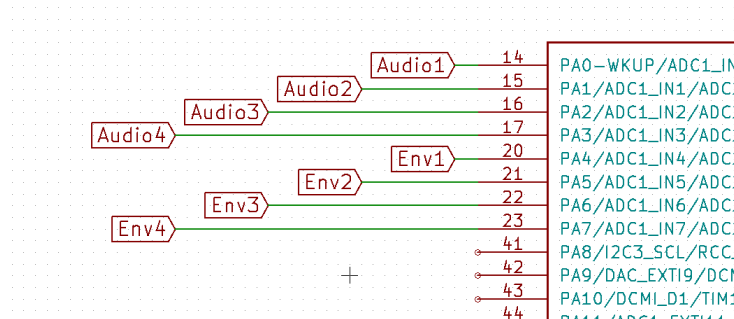 Audio1 14 PA0-WKUP/ADC1_IN
Audio2 15 PA1/ADC1_IN1/ADC
Audio3 16 PA2/ADC1_IN2/ADC
Audio4 17 PA3/ADC1_IN3/ADC
Env1 20 PA4/ADC1_IN4/ADC
Env2 21 PA5/ADC1_IN5/ADC
Env3 22 PA6/ADC1_IN6/ADC
Env4 23 PA7/ADC1_IN7/ADC
41 PA8/I2C3_SCL/RCC_
42 PA9/DAC_EXTI9/DCM
43 PA10/DCMI_D1/TIM1
44